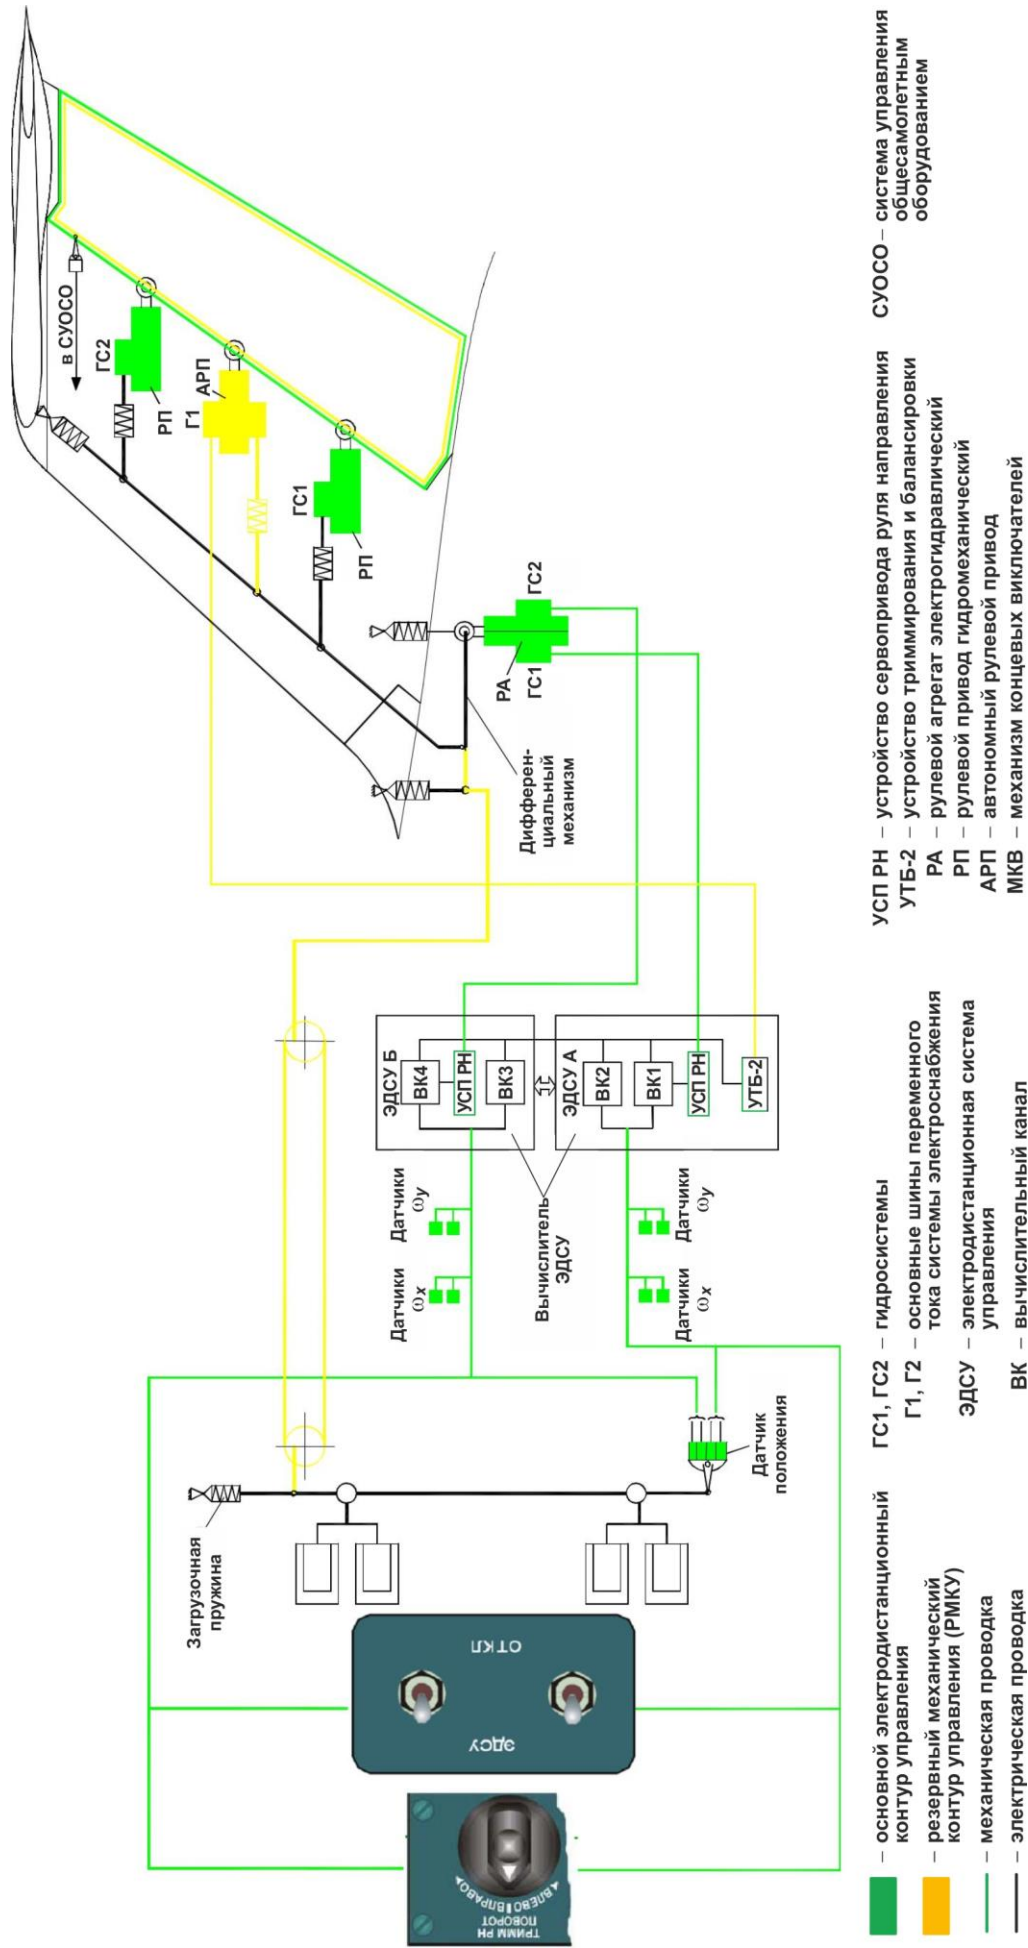 в СУОСО
ГС2
РП
Г1
АРП
ГС1
РП
РА
ГС1
ГС2
Дифферен-
циальный
механизм
ЭДСУ Б
ВК4
УСП РН
ВК3
ЭДСУ А
ВК2
ВК1
УСП РН
УТБ-2
Датчики
ωy
Датчики
ωx
Вычислитель
ЭДСУ
Датчики
ωy
Датчики
ωx
Загрузочная
пружина
Датчик
положения
ЭДСУ
ОТКЛ
ТРИММ РН
ПОВОРОТ
ВЛЕВО ВПРАВО
– основной электродистанционный
контур управления
– резервный механический
контур управления (РМКУ)
– механическая проводка
– электрическая проводка
ГС1, ГС2 – гидросистемы
Г1, Г2 – основные шины переменного
тока системы электроснабжения
ЭДСУ – электродистанционная система
управления
ВК – вычислительный канал
УСП РН – устройство сервопривода руля направления
УТБ-2 – устройство триммирования и балансировки
РА – рулевой агрегат электрогидравлический
РП – рулевой привод гидромеханический
АРП – автономный рулевой привод
МКВ – механизм концевых виключателей
СУОСО – система управления
общесамолетным
оборудованием